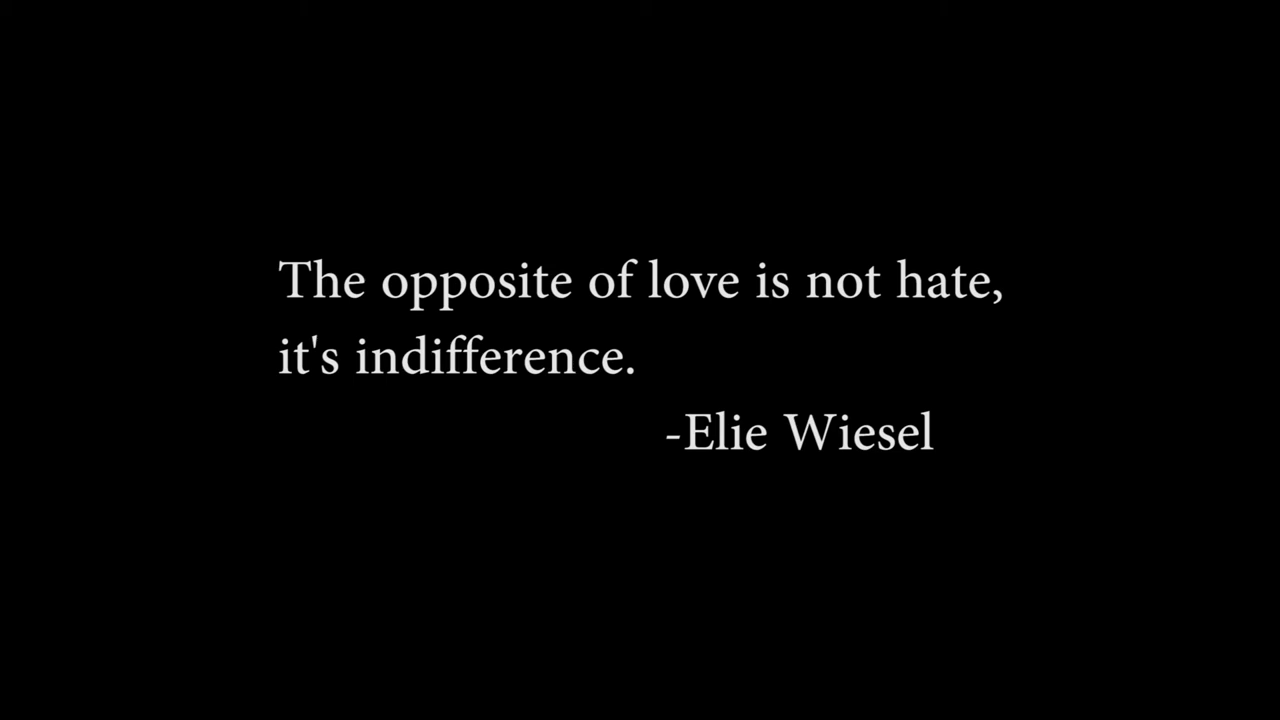 The opposite of love is not hate,
it's indifference.
-Elie Wiesel